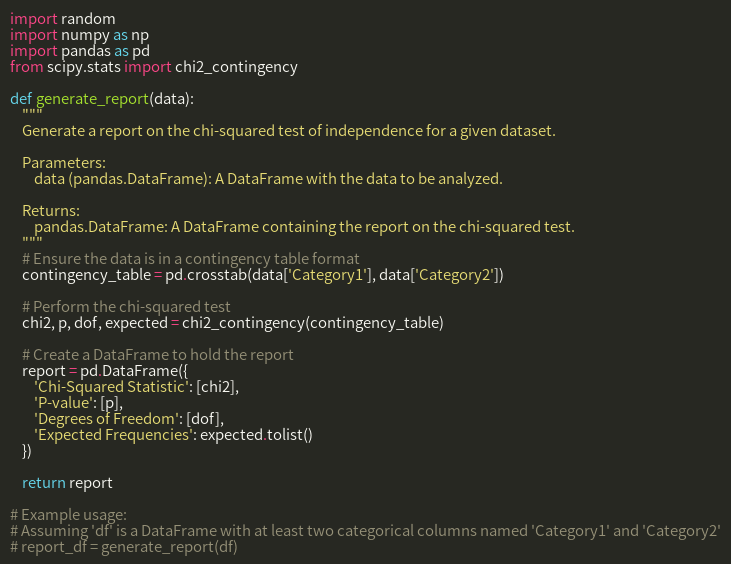 import random
import numpy as np
import pandas as pd
from scipy.stats import chi2_contingency

def generate_report(data):
    """
    Generate a report on the chi-squared test of independence for a given dataset.

    Parameters:
        data (pandas.DataFrame): A DataFrame with the data to be analyzed.

    Returns:
        pandas.DataFrame: A DataFrame containing the report on the chi-squared test.
    """
    # Ensure the data is in a contingency table format
    contingency_table = pd.crosstab(data['Category1'], data['Category2'])

    # Perform the chi-squared test
    chi2, p, dof, expected = chi2_contingency(contingency_table)

    # Create a DataFrame to hold the report
    report = pd.DataFrame({
        'Chi-Squared Statistic': [chi2],
        'P-value': [p],
        'Degrees of Freedom': [dof],
        'Expected Frequencies': expected.tolist()
    })

    return report

# Example usage:
# Assuming 'df' is a DataFrame with at least two categorical columns named 'Category1' and 'Category2'
# report_df = generate_report(df)